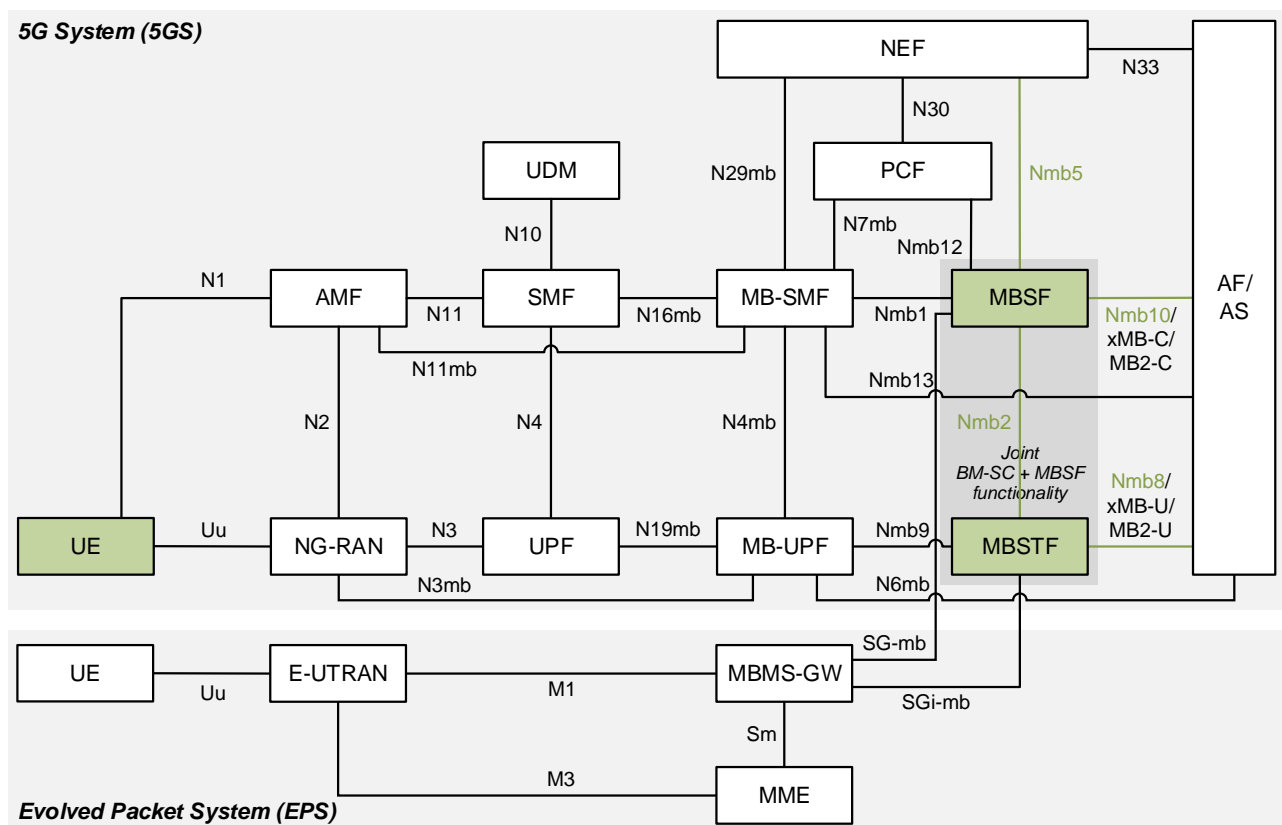 5G System (5GS)
NEF
N33
N30
UDM
N29mb
PCF
Nmb5
N7mb
N10
Nmb12
N1
AMF
N11
SMF
N16mb
MB-SMF
Nmb1
MBSF
AF/
AS
Nmb10/
xMB-C/
MB2-C
N11mb
Nmb13
N2
N4
N4mb
Nmb2
Joint
BM-SC + MBSF
functionality
Nmb8/
xMB-U/
MB2-U
UE
Uu
NG-RAN
N3
UPF
N19mb
MB-UPF
Nmb9
MBSTF
N3mb
N6mb
SG-mb
UE
Uu
E-UTRAN
M1
MBMS-GW
SGi-mb
Sm
M3
MME
Evolved Packet System (EPS)